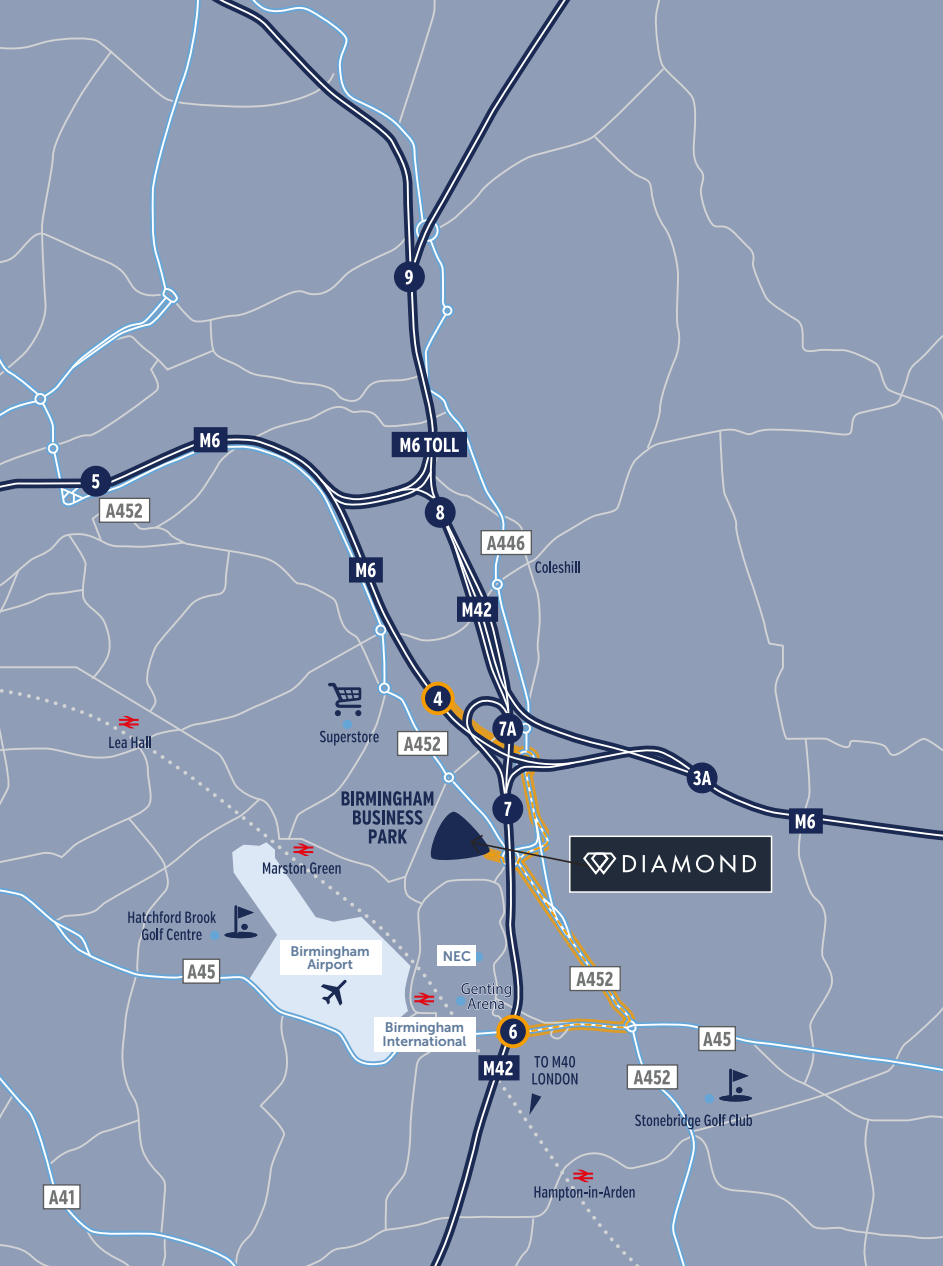 9
M6 TOLL
M6
5
A452
8
A446
Coleshill
M6
M42
4
7A
Superstore
A452
Lea Hall
3A
M6
BIRMINGHAM
BUSINESS
PARK
7
DIAMOND
Marston Green
Hatchford Brook
Golf Centre
Birmingham
Airport
NEC
A45
A452
Genting
Arena
Birmingham
International
6
A45
M42
TO M40
LONDON
A452
Stonebridge Golf Club
Hampton-in-Arden
A41